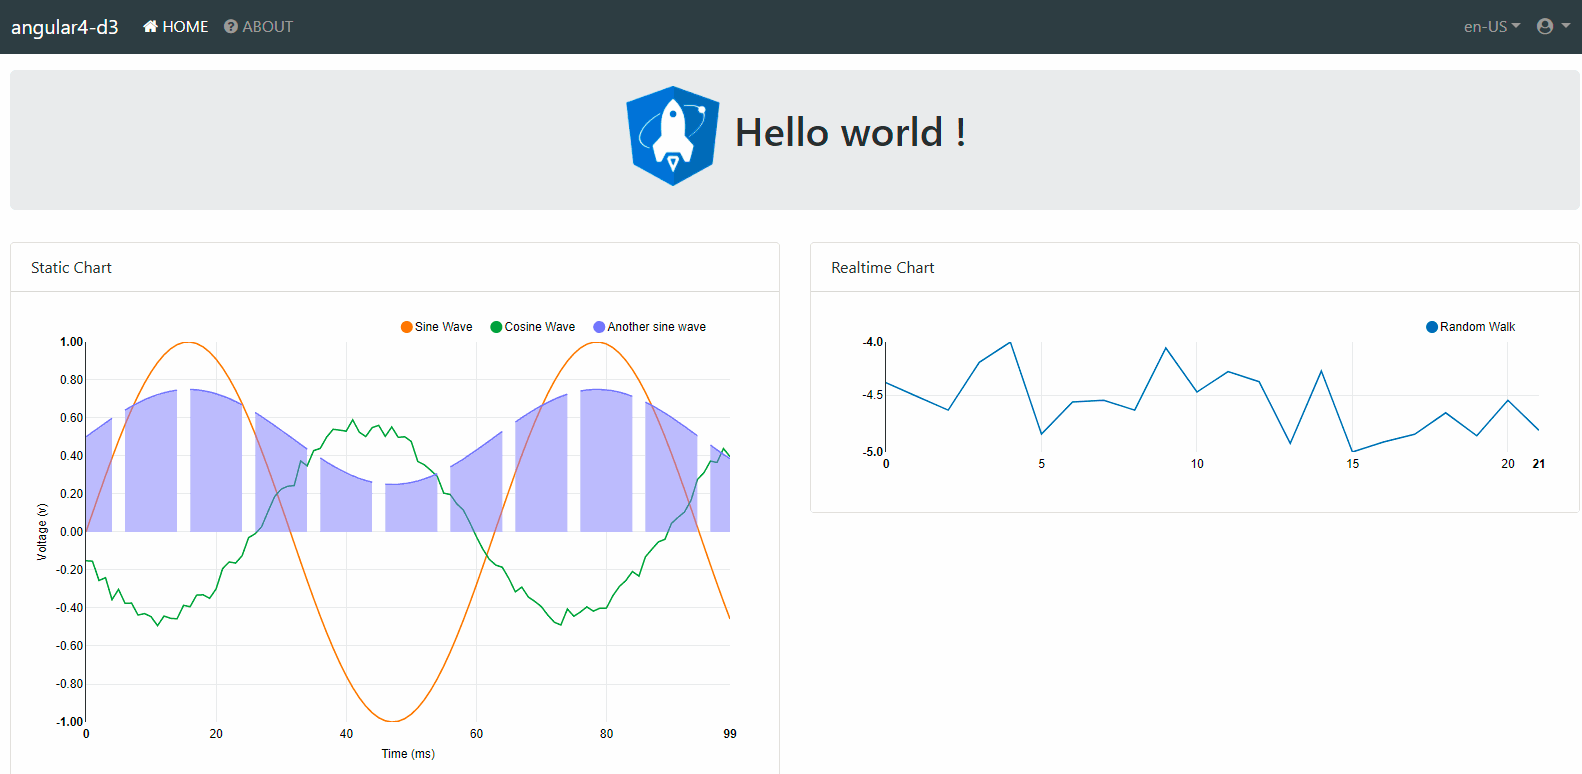 angular4-d3 HOME ABOUT en-US
Hello world !
Static Chart
Sine Wave Cosine Wave Another sine wave
1.00
0.80
0.60
0.40
0.20
0.00
-0.20
-0.40
-0.60
-0.80
-1.00
Voltage (v)
0 20 40 60 80 99
Time (ms)
Realtime Chart
Random Walk
-4.0
-4.5
-5.0
0 5 10 15 20 21